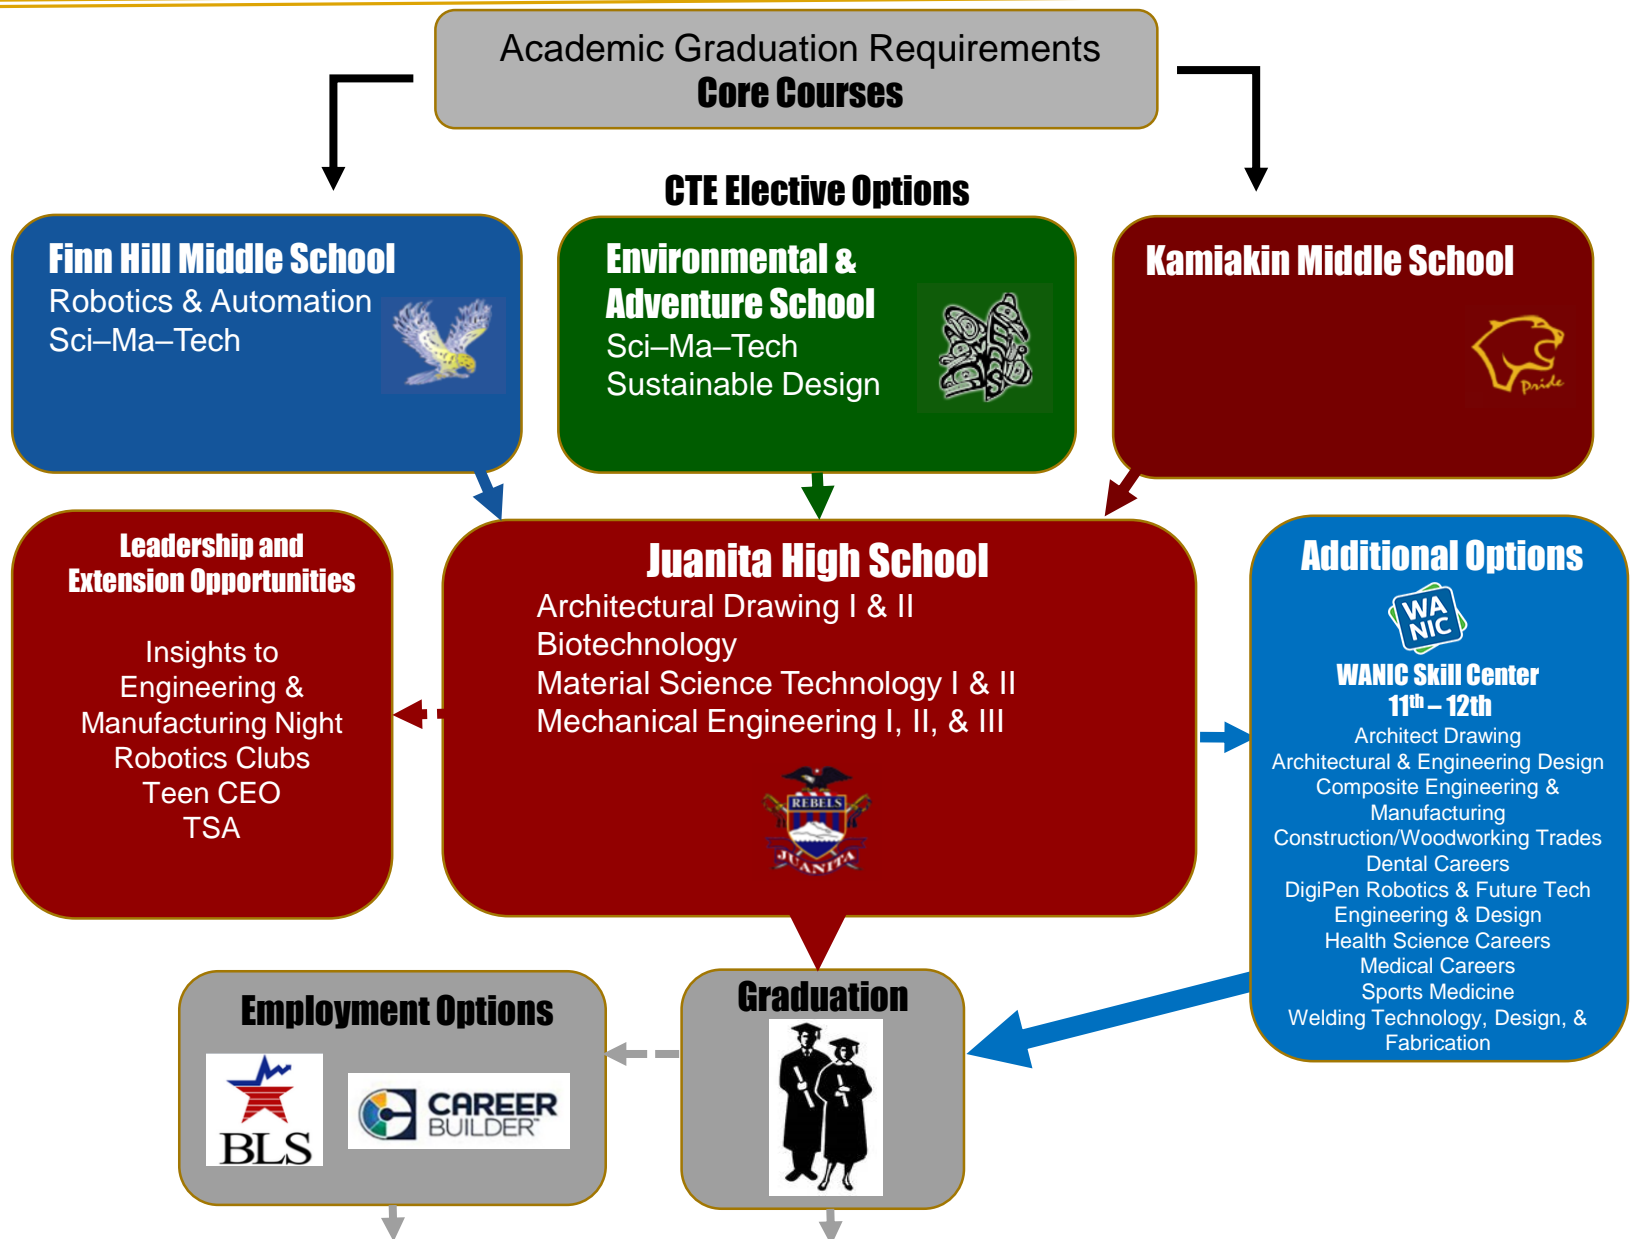 Academic Graduation Requirements
Core Courses
CTE Elective Options
Finn Hill Middle School
Robotics & Automation
Sci–Ma–Tech
Environmental &
Adventure School
Sci–Ma–Tech
Sustainable Design
Kamiakin Middle School
Pride
Leadership and
Extension Opportunities
Insights to
Engineering &
Manufacturing Night
Robotics Clubs
Teen CEO
TSA
Juanita High School
Architectural Drawing I & II
Biotechnology
Material Science Technology I & II
Mechanical Engineering I, II, & III
REBELS
JUANITA
Additional Options
WA
NIC
WANIC Skill Center
11th – 12th
Architect Drawing
Architectural & Engineering Design
Composite Engineering &
Manufacturing
Construction/Woodworking Trades
Dental Careers
DigiPen Robotics & Future Tech
Engineering & Design
Health Science Careers
Medical Careers
Sports Medicine
Welding Technology, Design, &
Fabrication
Employment Options
BLS
CAREER
BUILDER™
Graduation